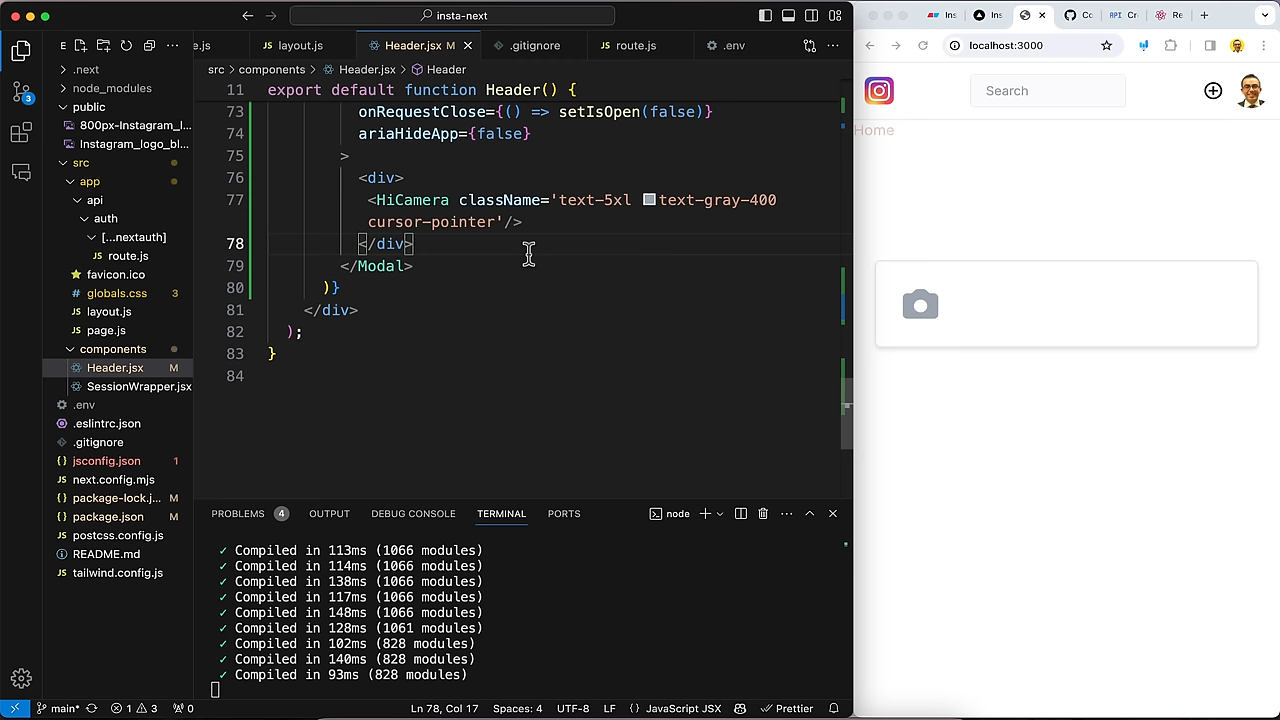 insta-next
e.js
layout.js
Header.jsx M
.gitignore
route.js
.env
src > components > Header.jsx > Header
11 export default function Header() {
73 onRequestClose={() => setIsOpen(false)}
74 ariaHideApp={false}
75 >
76 <div>
77 <HiCamera className='text-5xl text-gray-400
cursor-pointer'/>
78 </div>
79 </Modal>
80 )}
81 </div>
82 );
83 }
84
E
.next
node_modules
public
800px-Instagram_l...
Instagram_logo_bl...
src
app
api
auth
[...nextauth]
route.js
favicon.ico
globals.css 3
layout.js
page.js
components
Header.jsx M
SessionWrapper.jsx
.env
.eslintrc.json
.gitignore
jsconfig.json 1
next.config.mjs
package-lock.j... M
package.json M
postcss.config.js
README.md
tailwind.config.js
3
PROBLEMS 4 OUTPUT DEBUG CONSOLE TERMINAL PORTS node
✓ Compiled in 113ms (1066 modules)
✓ Compiled in 114ms (1066 modules)
✓ Compiled in 138ms (1066 modules)
✓ Compiled in 117ms (1066 modules)
✓ Compiled in 148ms (1066 modules)
✓ Compiled in 128ms (1061 modules)
✓ Compiled in 102ms (828 modules)
✓ Compiled in 140ms (828 modules)
✓ Compiled in 93ms (828 modules)
main* 1 3 0 Ln 78, Col 17 Spaces: 4 UTF-8 LF {} JavaScript JSX Prettier
Ins Ins Co API Cr Re
localhost:3000
Search
Home